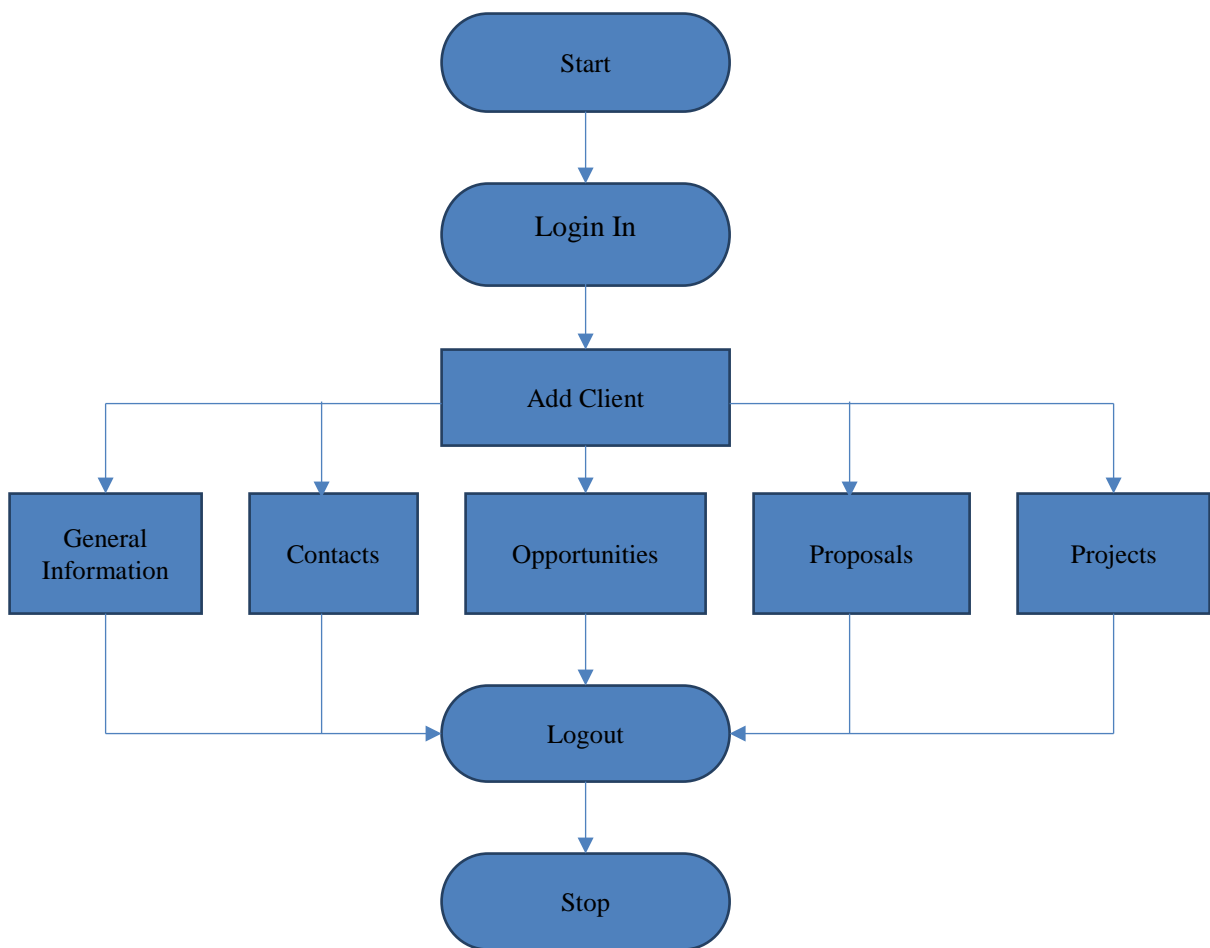 Start
Login In
Add Client
General
Information
Contacts
Opportunities
Proposals
Projects
Logout
Stop